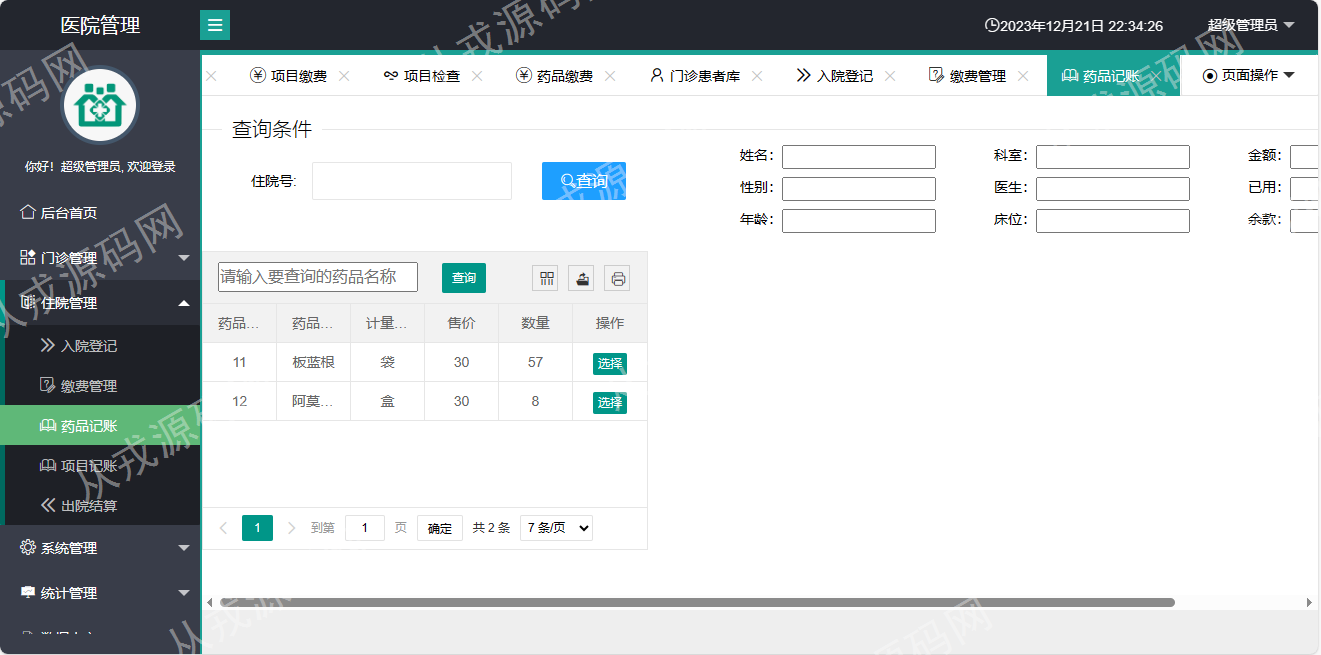 医院管理
2023年12月21日 22:34:26
超级管理员
项目缴费
项目检查
药品缴费
门诊患者库
入院登记
缴费管理
药品记账
页面操作
你好！超级管理员, 欢迎登录
后台首页
门诊管理
住院管理
入院登记
缴费管理
药品记账
项目记账
出院结算
系统管理
统计管理
查询条件
住院号:
查询
姓名:
科室:
金额:
性别:
医生:
已用:
年龄:
床位:
余款:
请输入要查询的药品名称
查询
药品... 药品... 计量... 售价 数量 操作
11 板蓝根 袋 30 57 选择
12 阿莫... 盒 30 8 选择
1 到第 1 页 确定 共 2 条 7 条/页
从戎源码网